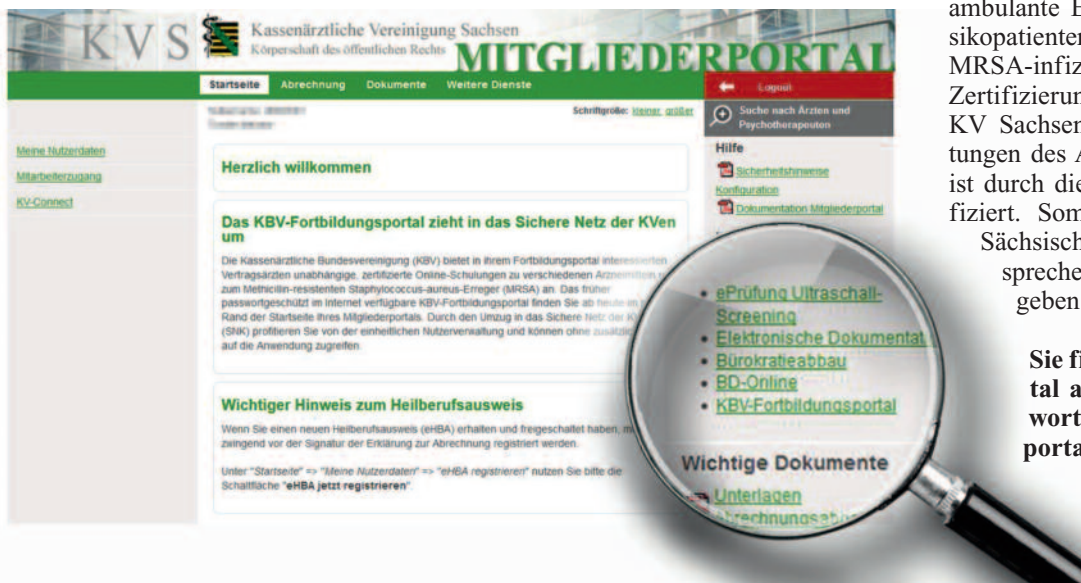 KVS
Kassenärztliche Vereinigung Sachsen
Körperschaft des öffentlichen Rechts
MITGLIEDERPORTAL
Startseite Abrechnung Dokumente Weitere Dienste
Logout
Schriftgröße: kleiner größer
Suche nach Ärzten und
Psychotherapeuten
Meine Nutzerdaten
Mitarbeiterzugang
KV-Connect
Herzlich willkommen
Das KBV-Fortbildungsportal zieht in das Sichere Netz der KVen
um
Die Kassenärztliche Bundesvereinigung (KBV) bietet in ihrem Fortbildungsportal interessierten
Vertragsärzten unabhängige, zertifizierte Online-Schulungen zu verschiedenen
zum Methicillin-resistenten Staphylococcus-aureus-Erreger (MRSA) an. Das früher
passwortgeschützt im Internet verfügbare KBV-Fortbildungsportal finden Sie ab heute im
Rand der Startseite Ihres Mitgliederportals. Durch den Umzug in das Sichere Netz der
(SNK) profitieren Sie von der einheitlichen Nutzerverwaltung und können ohne
auf die Anwendung zugreifen.
Wichtiger Hinweis zum Heilberufsausweis
Wenn Sie einen neuen Heilberufsausweis (eHBA) erhalten und freigeschaltet haben,
zwingend vor der Signatur der Erklärung zur Abrechnung registriert werden.
Unter "Startseite" => "Meine Nutzerdaten" => "eHBA registrieren" nutzen Sie bitte die
Schaltfläche "eHBA jetzt registrieren".
Hilfe
Sicherheitshinweise
Konfiguration
Dokumentation Mitgliederportal
• ePrüfung Ultraschall-
Screening
• Elektronische Dokumentat
• Bürokratieabbau
• BD-Online
• KBV-Fortbildungsportal
Wichtige Dokumente
Unterlagen
ambulante E
sikopatienten
MRSA-infiz
Zertifizierun
KV Sachsen
tungen des A
ist durch die
fiziert. Som
Sächsisch
spreche
geben
Sie fi
tal a
wort
porta